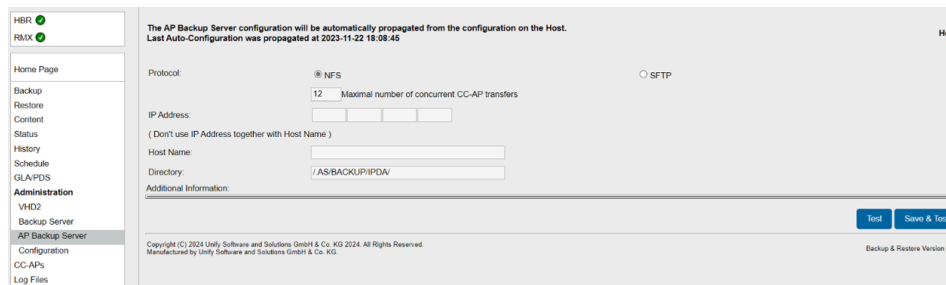 HBR
RMX
Home Page
Backup
Restore
Content
Status
History
Schedule
GLA/PDS
Administration
VHD2
Backup Server
AP Backup Server
Configuration
CC-APs
Log Files
The AP Backup Server configuration will be automatically propagated from the configuration on the Host.
Last Auto-Configuration was propagated at 2023-11-22 18:08:45
Protocol:
NFS
SFTP
12 Maximal number of concurrent CC-AP transfers
IP Address:
( Don't use IP Address together with Host Name )
Host Name:
Directory: /.AS/BACKUP/IPDA/
Additional Information:
Test
Save &
Copyright (C) 2024 Unify Software and Solutions GmbH & Co. KG 2024. All Rights Reserved.
Manufactured by Unify Software and Solutions GmbH & Co. KG.
Backup & Restore Version